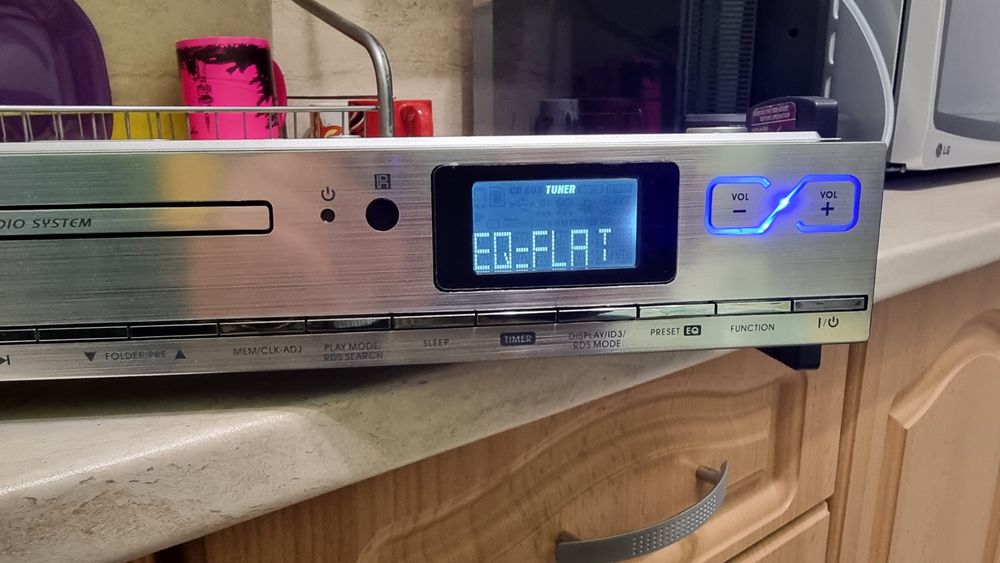 DIO SYSTEM
TUNER
EQ=FLAT
VOL
–
VOL
+
FOLDER/PRE
MEM/CLK-ADJ
PLAY MODE/
RDS SEARCH
SLEEP
TIMER
DISPLAY/ID3/
RDS MODE
PRESET EQ
FUNCTION
LG